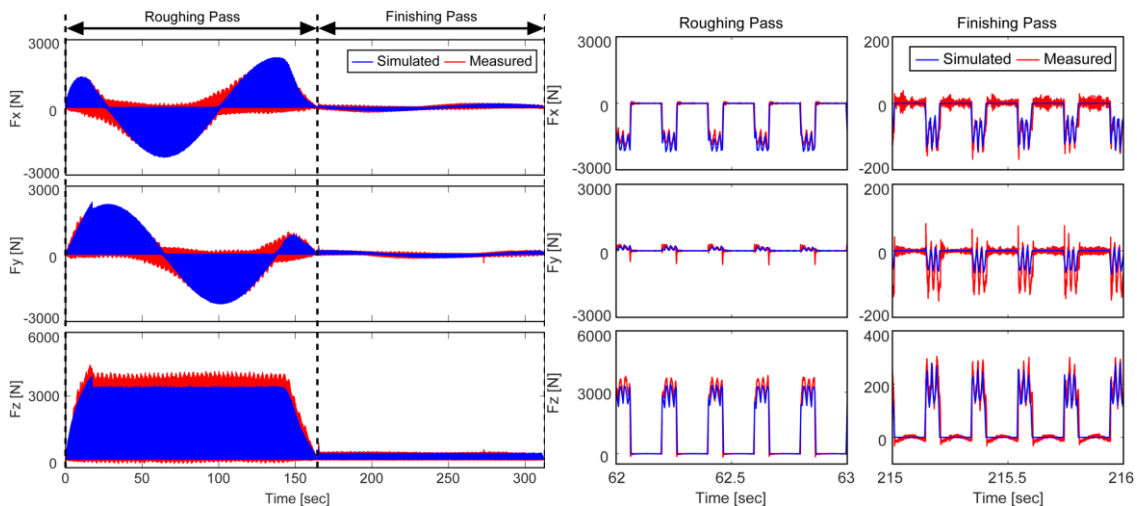 Roughing Pass Finishing Pass
3000
Simulated Measured
Fx [N]
0
-3000
3000
Fy [N]
0
-3000
6000
Fz [N]
3000
0
0 50 100 150 200 250 300
Time [sec]
Roughing Pass
3000
Fx [N]
0
-3000
3000
Fy [N]
0
-3000
6000
Fz [N]
3000
0
62 62.5 63
Time [sec]
Finishing Pass
200
Simulated Measured
Fx [N]
0
-200
200
Fy [N]
0
-200
400
Fz [N]
200
0
215 215.5 216
Time [sec]